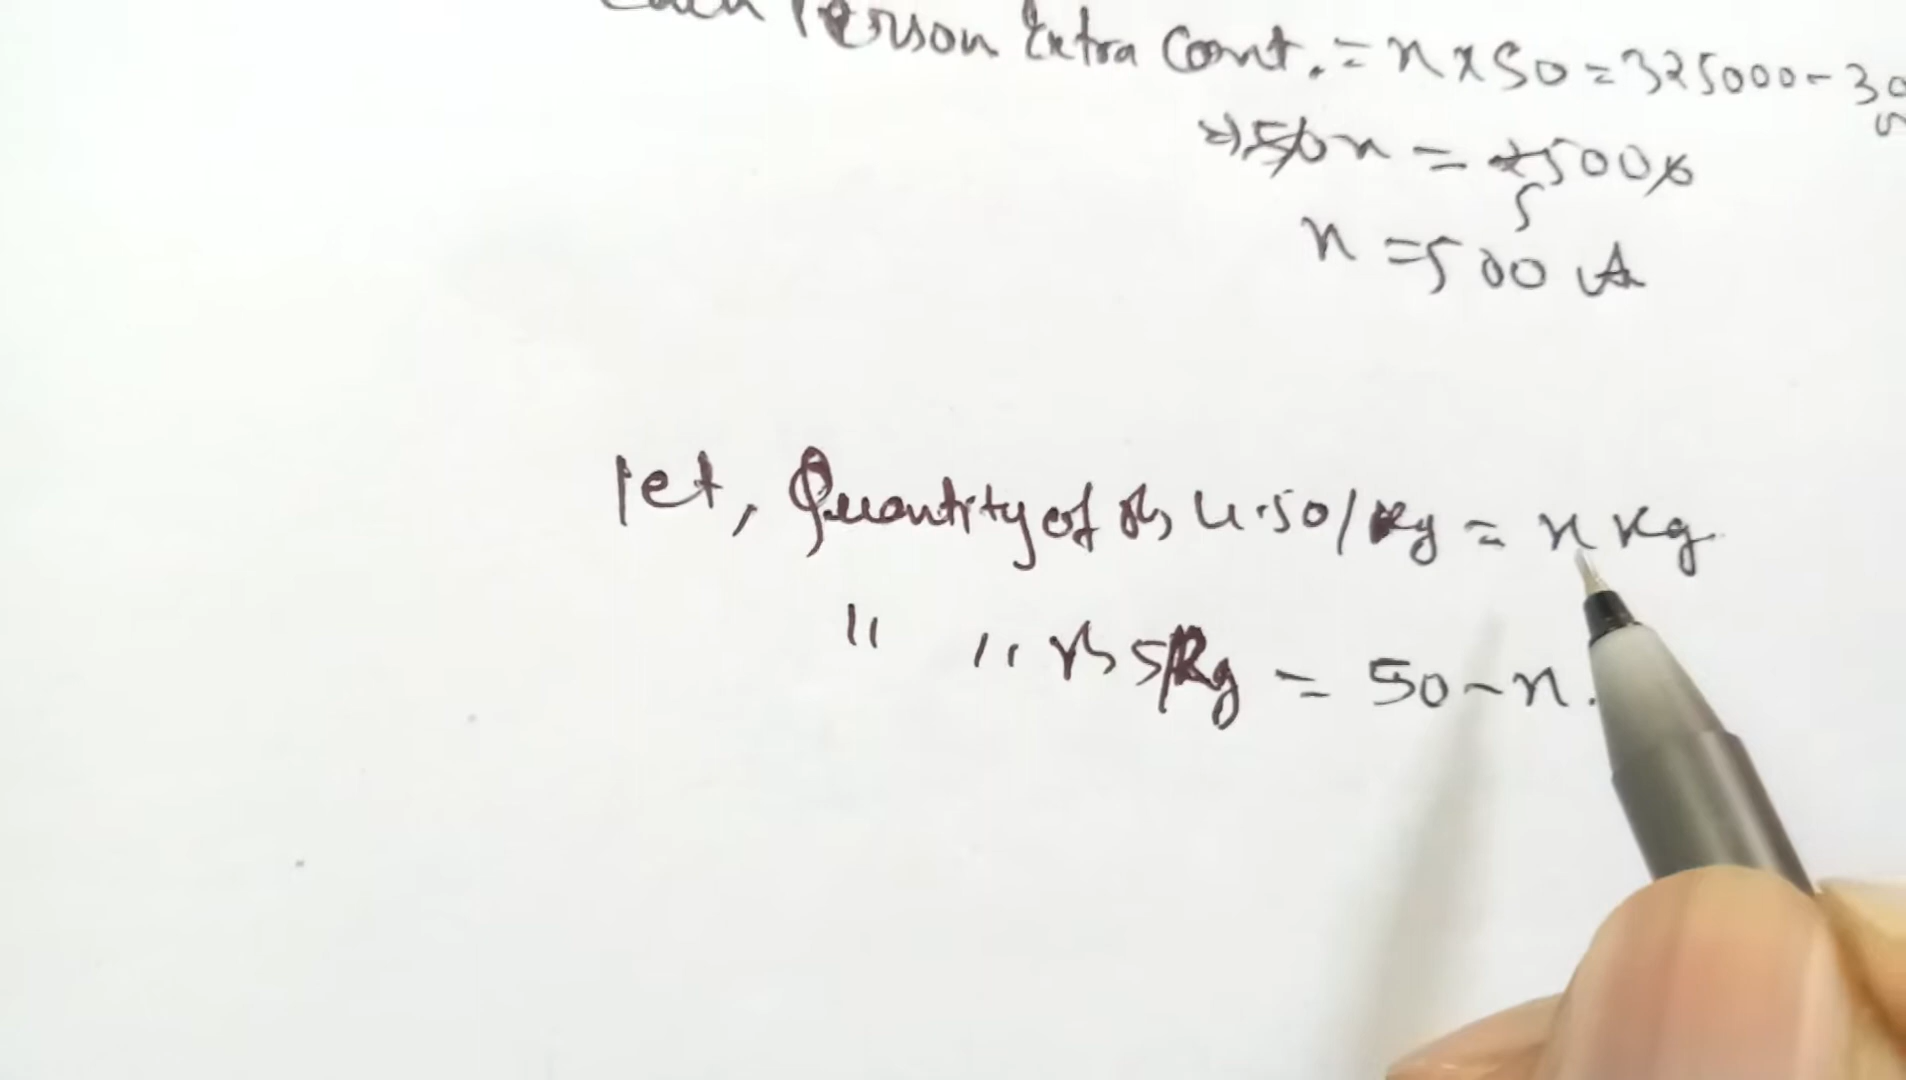 Person Extra Cont. = n x 50 = 325000 - 30
=) 50n = 25000
5
n = 500 A
let, Quantity of Rs 4.50/kg = n Kg
" " Rs 5/Kg = 50 - n.